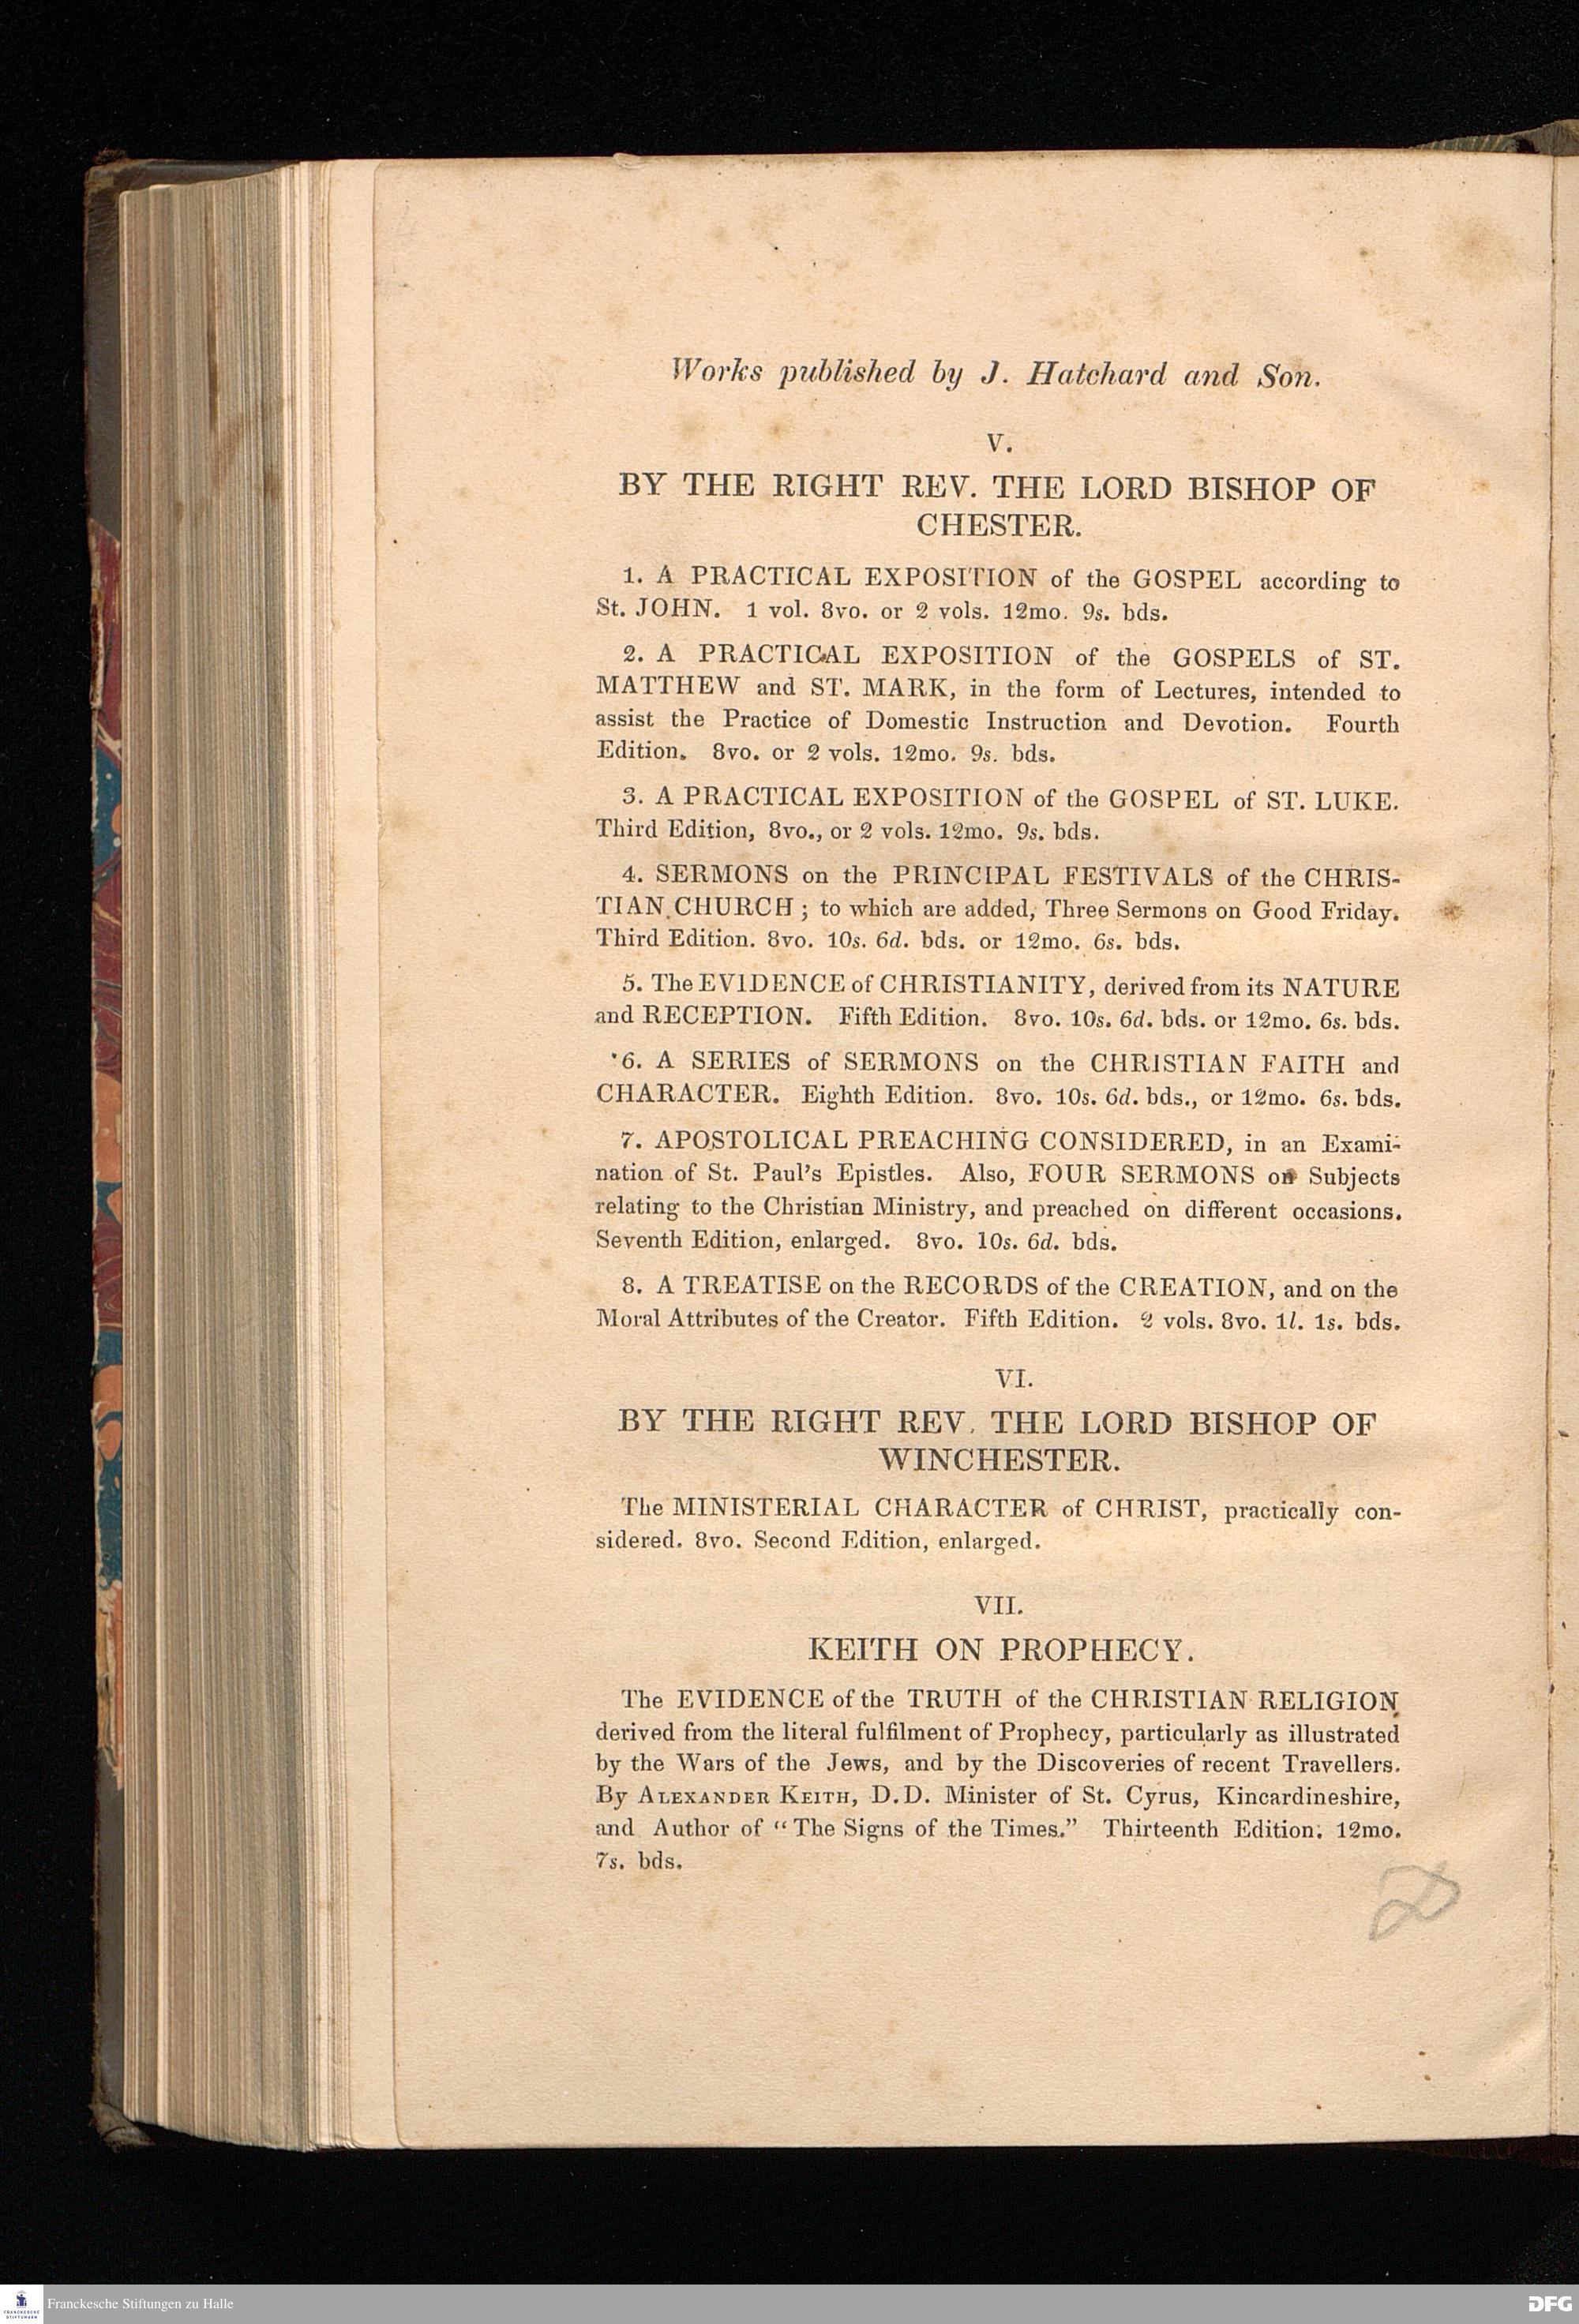 Works published by J. Hatchard and Son.
V.
BY THE RIGHT REV. THE LORD BISHOP OF
CHESTER.
1. A PRACTICAL EXPOSITION of the GOSPEL according to
St. JOHN. 1 vol. 8vo. or 2 vols. 12mo. 9s. bds.
2. A PRACTICAL EXPOSITION of the GOSPELS of ST.
MATTHEW and ST. MARK, in the form of Lectures, intended to
assist the Practice of Domestic Instruction and Devotion. Fourth
Edition. 8vo. or 2 vols. 12mo. 9s. bds.
3. A PRACTICAL EXPOSITION of the GOSPEL of ST. LUKE.
Third Edition, 8vo., or 2 vols. 12mo. 9s. bds.
4. SERMONS on the PRINCIPAL FESTIVALS of the CHRIS-
TIAN CHURCH; to which are added, Three Sermons on Good Friday.
Third Edition. 8vo. 10s. 6d. bds. or 12mo. 6s. bds.
5. The EVIDENCE of CHRISTIANITY, derived from its NATURE
and RECEPTION. Fifth Edition. 8vo. 10s. 6d. bds. or 12mo. 6s. bds.
6. A SERIES of SERMONS on the CHRISTIAN FAITH and
CHARACTER. Eighth Edition. 8vo. 10s. 6d. bds., or 12mo. 6s. bds.
7. APOSTOLICAL PREACHING CONSIDERED, in an Exami-
nation of St. Paul's Epistles. Also, FOUR SERMONS on Subjects
relating to the Christian Ministry, and preached on different occasions.
Seventh Edition, enlarged. 8vo. 10s. 6d. bds.
8. A TREATISE on the RECORDS of the CREATION, and on the
Moral Attributes of the Creator. Fifth Edition. 2 vols. 8vo. 1l. 1s. bds.
VI.
BY THE RIGHT REV. THE LORD BISHOP OF
WINCHESTER.
The MINISTERIAL CHARACTER of CHRIST, practically con-
sidered. 8vo. Second Edition, enlarged.
VII.
KEITH ON PROPHECY.
The EVIDENCE of the TRUTH of the CHRISTIAN RELIGION,
derived from the literal fulfilment of Prophecy, particularly as illustrated
by the Wars of the Jews, and by the Discoveries of recent Travellers.
By ALEXANDER KEITH, D.D. Minister of St. Cyrus, Kincardineshire,
and Author of "The Signs of the Times." Thirteenth Edition. 12mo.
7s. bds.
FRANCKESCHE
STIFTUNGEN
Franckesche Stiftungen zu Halle
DFG